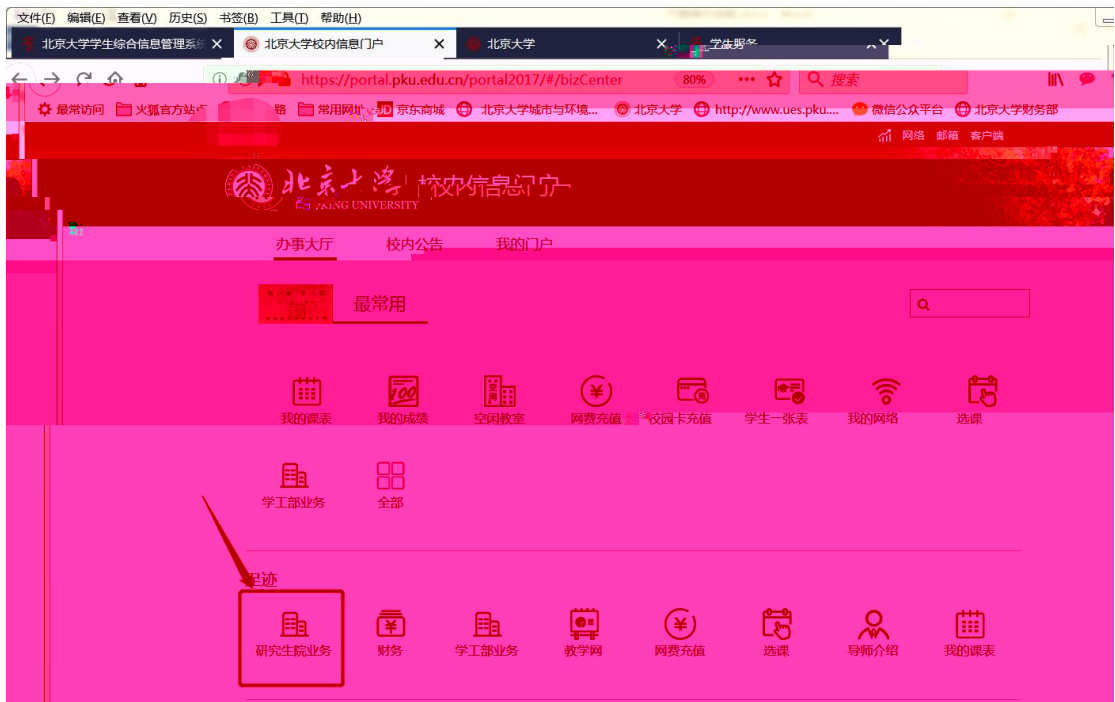 文件(F) 编辑(E) 查看(V) 历史(S) 书签(B) 工具(T) 帮助(H)
北京大学学生综合信息管理系统 × 北京大学校内信息门户 × 北京大学 ×
https://portal.pku.edu.cn/portal2017/#/bizCenter 80% ••• 搜索
最常访问 火狐官方站点 常用网址 JD 京东商城 北京大学城市与环境... 北京大学 http://www.ues.pku.... 微信公众平台 北京大学财务部
网络 邮箱 客户端
北京大学 校内信息门户
UNIVERSITY
办事大厅 校内公告 我的门户
最常用
我的课表 我的成绩 空闲教室 网费充值 校园卡充值 学生一张表 我的网络 选课
学工部业务 全部
足迹
研究生院业务 财务 学工部业务 教学网 网费充值 选课 导师介绍 我的课表